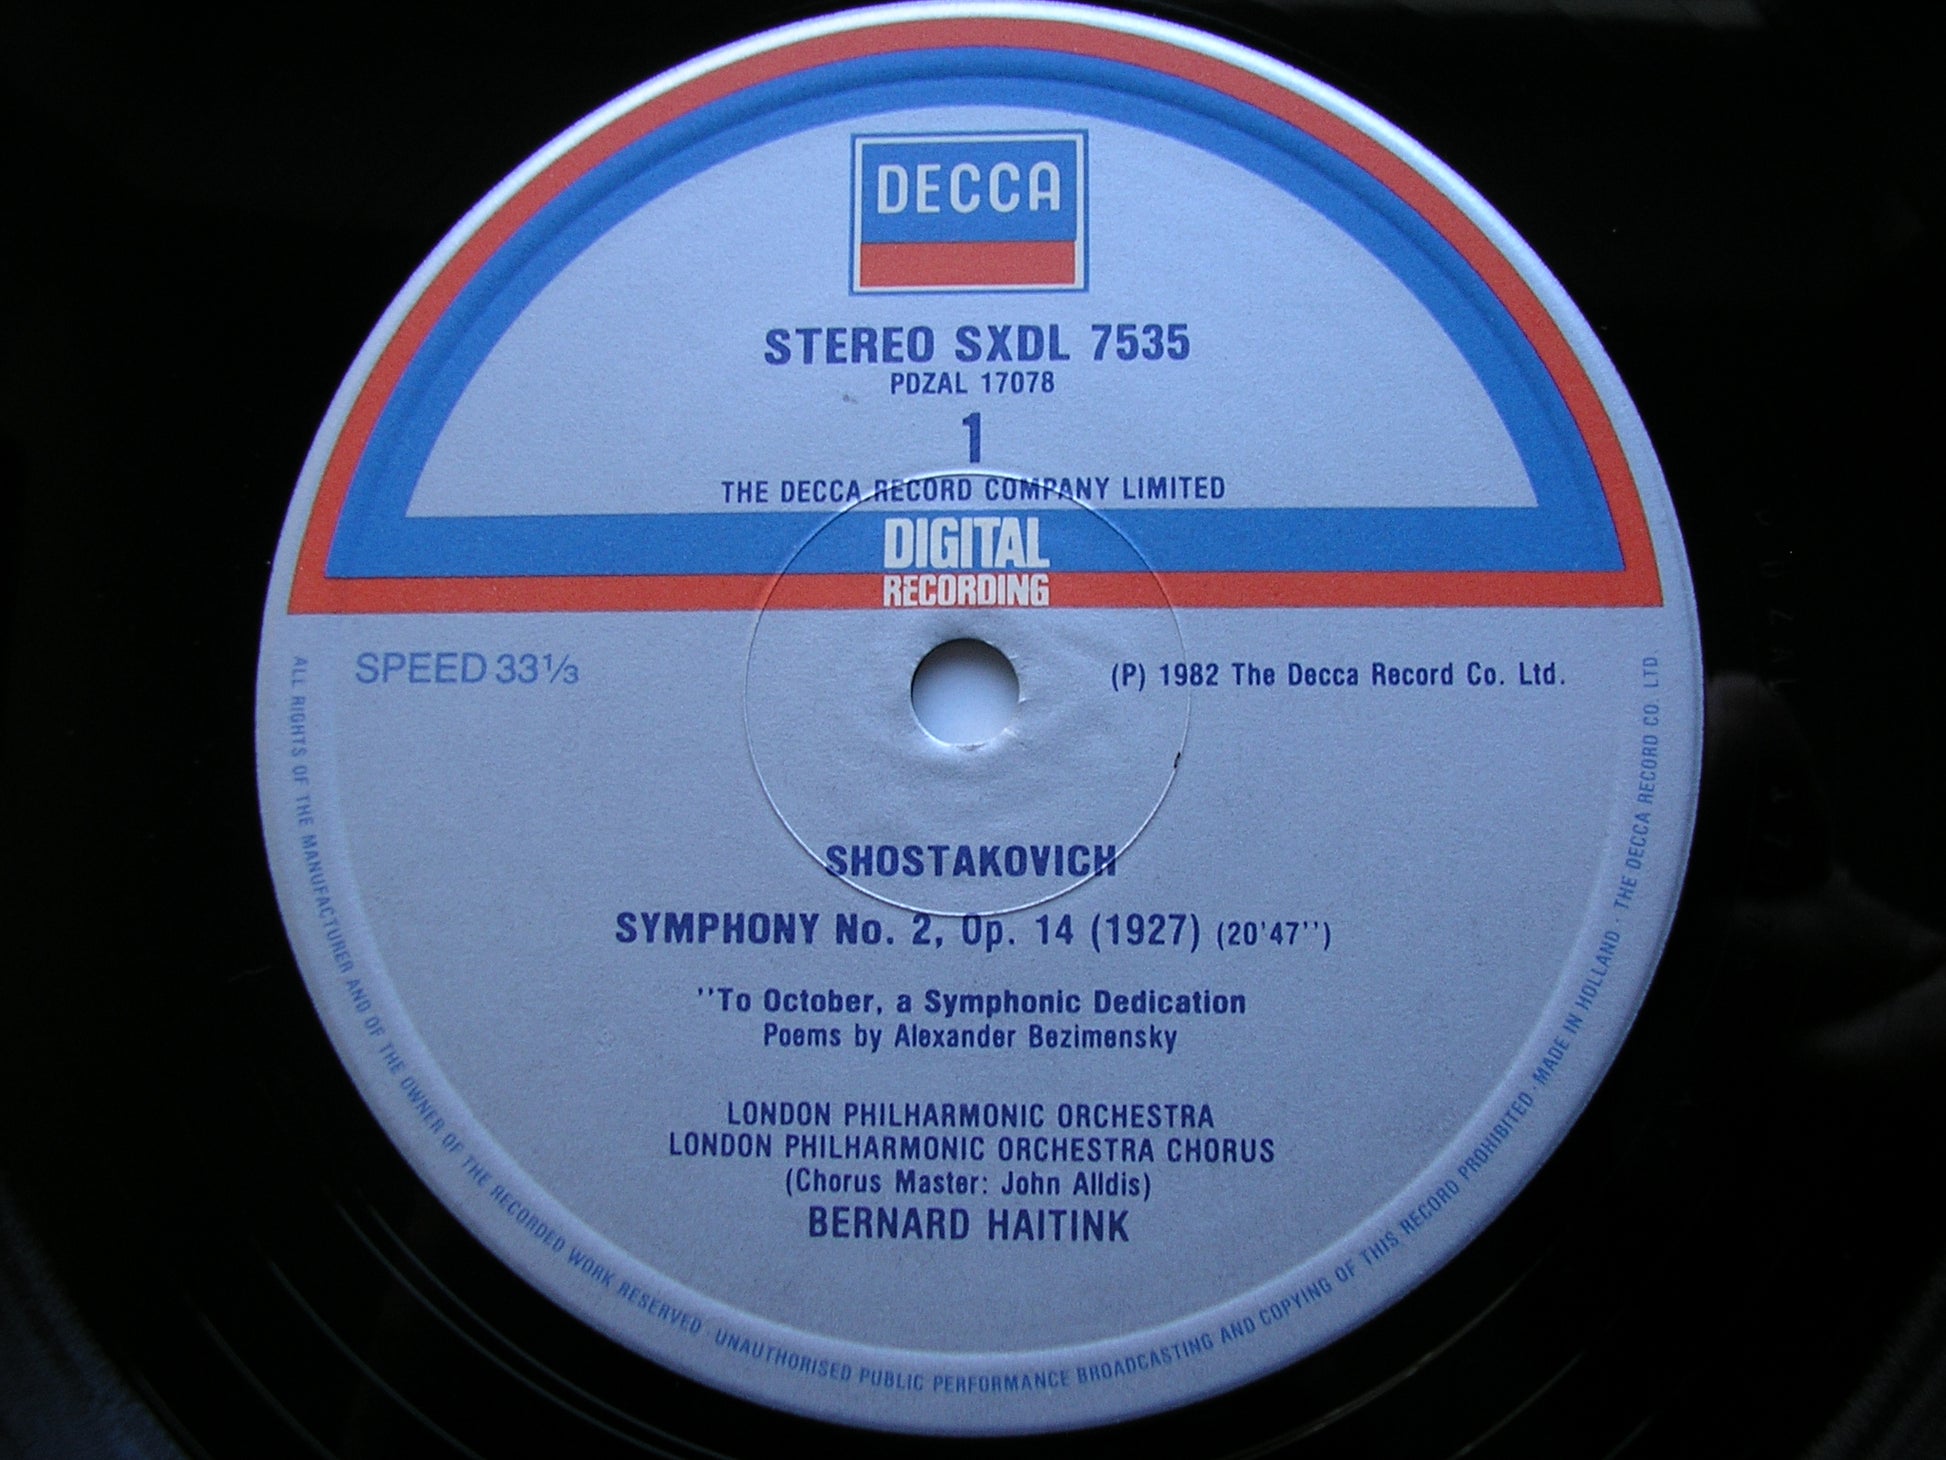 DECCA
STEREO SXDL 7535
PDZAL 17078
1
THE DECCA RECORD COMPANY LIMITED
DIGITAL
RECORDING
SPEED 33⅓
(P) 1982 The Decca Record Co. Ltd.
SHOSTAKOVICH
SYMPHONY No. 2, Op. 14 (1927) (20'47'')
''To October, a Symphonic Dedication
Poems by Alexander Bezimensky
LONDON PHILHARMONIC ORCHESTRA
LONDON PHILHARMONIC ORCHESTRA CHORUS
(Chorus Master: John Alldis)
BERNARD HAITINK
ALL RIGHTS OF THE MANUFACTURER AND OF THE OWNER OF THE RECORDED WORK RESERVED · UNAUTHORISED PUBLIC PERFORMANCE BROADCASTING AND COPYING OF THIS RECORD PROHIBITED · MADE IN HOLLAND · THE DECCA RECORD CO. LTD.